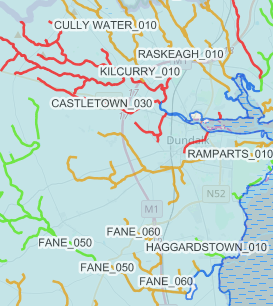 CULLY WATER_010
RASKEAGH_010
KILCURRY_010
CASTLETOWN_030
Dundalk
RAMPARTS_010
N52
M1
FANE_060
FANE_050
HAGGARDSTOWN_010
FANE_050
FANE_060